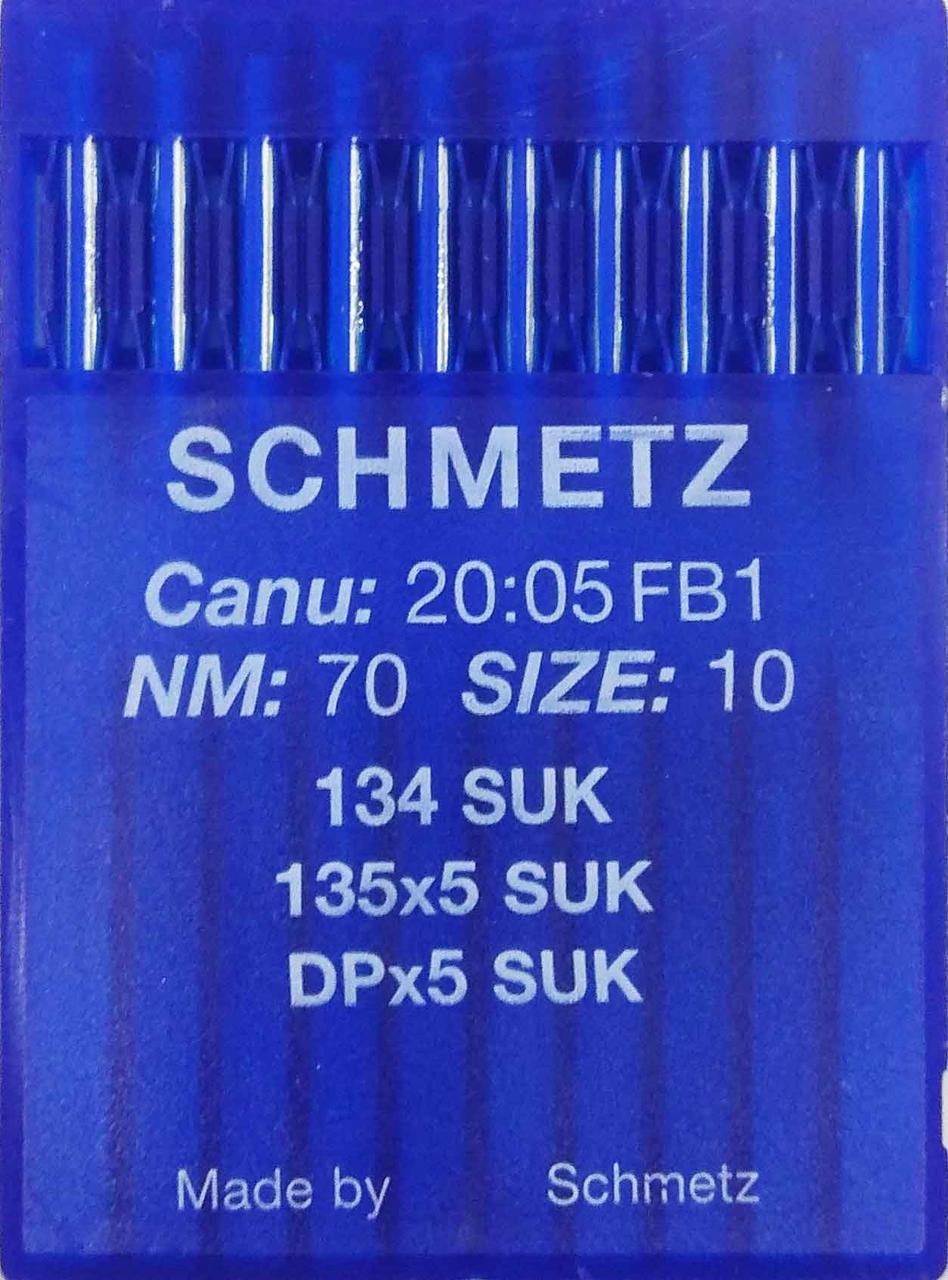 SCHMETZ
Canu: 20:05 FB1
NM: 70 SIZE: 10
134 SUK
135x5 SUK
DPx5 SUK
Made by Schmetz